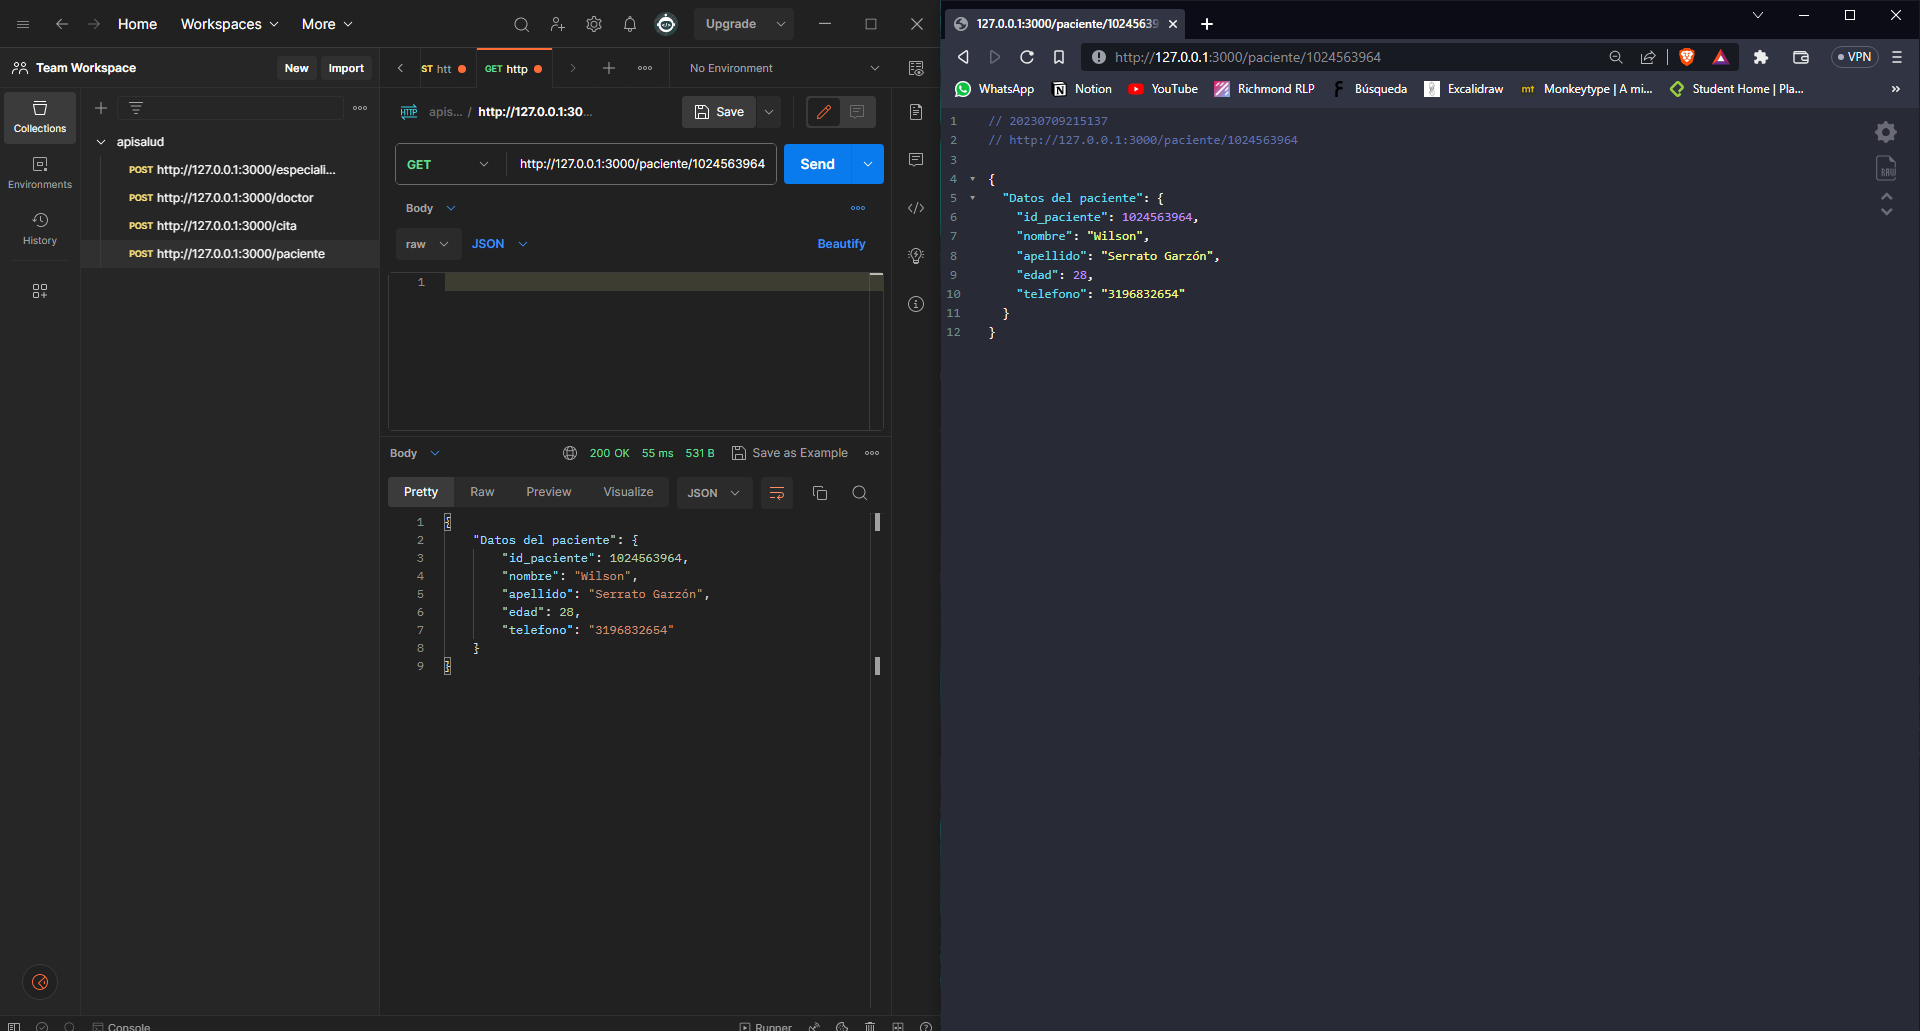 Home Workspaces More Upgrade
Team Workspace New Import
ST htt GET http No Environment
Collections
Environments
History
apisalud
POST http://127.0.0.1:3000/especiali...
POST http://127.0.0.1:3000/doctor
POST http://127.0.0.1:3000/cita
POST http://127.0.0.1:3000/paciente
HTTP apis... / http://127.0.0.1:30... Save
GET http://127.0.0.1:3000/paciente/1024563964 Send
Body
raw JSON Beautify
1
Body 200 OK 55 ms 531 B Save as Example
Pretty Raw Preview Visualize JSON
1 {
2 "Datos del paciente": {
3 "id_paciente": 1024563964,
4 "nombre": "Wilson",
5 "apellido": "Serrato Garzón",
6 "edad": 28,
7 "telefono": "3196832654"
8 }
9 }
Console Runner
127.0.0.1:3000/paciente/10245639
http://127.0.0.1:3000/paciente/1024563964 VPN
WhatsApp Notion YouTube Richmond RLP Búsqueda Excalidraw mt Monkeytype | A mi... Student Home | Pla... »
1 // 20230709215137
2 // http://127.0.0.1:3000/paciente/1024563964
3
4 {
5 "Datos del paciente": {
6 "id_paciente": 1024563964,
7 "nombre": "Wilson",
8 "apellido": "Serrato Garzón",
9 "edad": 28,
10 "telefono": "3196832654"
11 }
12 }
RAW